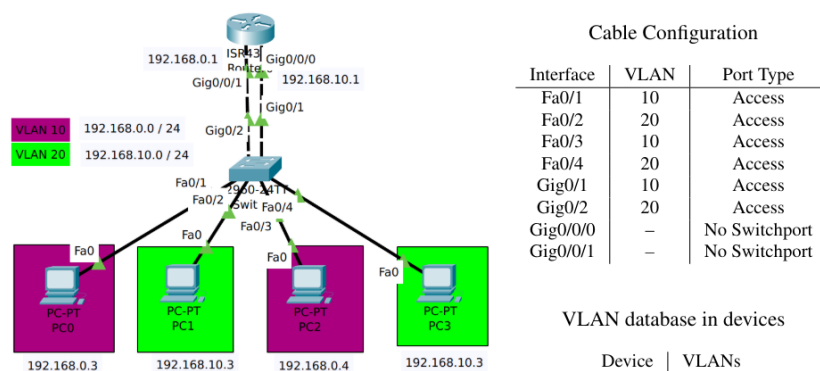 ISR43
Route
192.168.0.1
Gig0/0/0
Gig0/0/1
192.168.10.1
Gig0/1
Gig0/2
VLAN 10
192.168.0.0 / 24
VLAN 20
192.168.10.0 / 24
2960-24TT
Swit
Fa0/1
Fa0/2
Fa0/4
Fa0/3
Fa0
Fa0
Fa0
Fa0
PC-PT
PC0
PC-PT
PC1
PC-PT
PC2
PC-PT
PC3
192.168.0.3
192.168.10.3
192.168.0.4
192.168.10.3
Cable Configuration
Interface VLAN Port Type
Fa0/1 10 Access
Fa0/2 20 Access
Fa0/3 10 Access
Fa0/4 20 Access
Gig0/1 10 Access
Gig0/2 20 Access
Gig0/0/0 – No Switchport
Gig0/0/1 – No Switchport
VLAN database in devices
Device VLANs